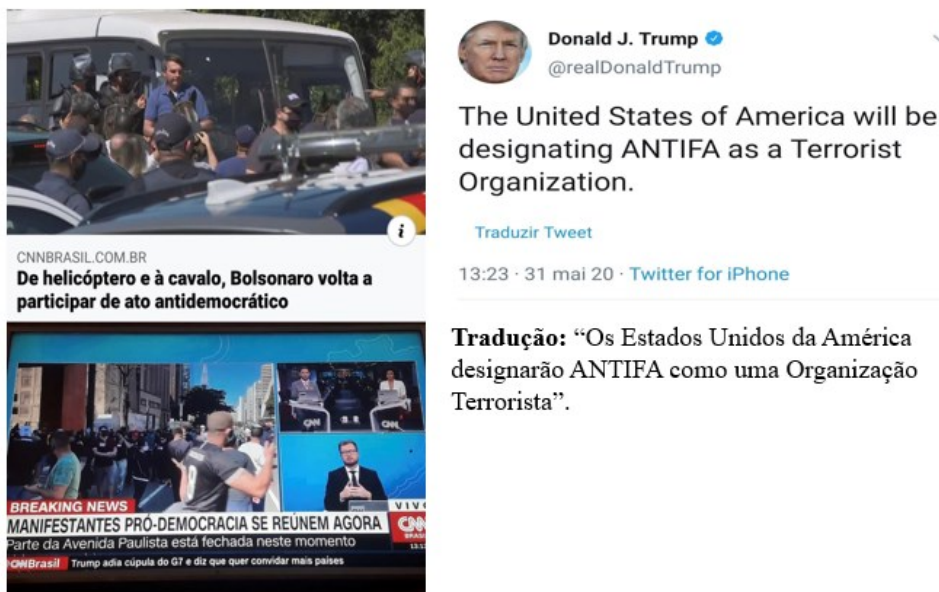 CNNBRASIL.COM.BR
De helicóptero e à cavalo, Bolsonaro volta a
participar de ato antidemocrático
CNN
CNN
BREAKING NEWS
VIVO
MANIFESTANTES PRÓ-DEMOCRACIA SE REÚNEM AGORA
Parte da Avenida Paulista está fechada neste momento
CNN
BRASIL
CNNBrasil Trump adia cúpula do G7 e diz que quer convidar mais países
Donald J. Trump
@realDonaldTrump
The United States of America will be
designating ANTIFA as a Terrorist
Organization.
Traduzir Tweet
13:23 · 31 mai 20 · Twitter for iPhone
Tradução: “Os Estados Unidos da América
designarão ANTIFA como uma Organização
Terrorista”.